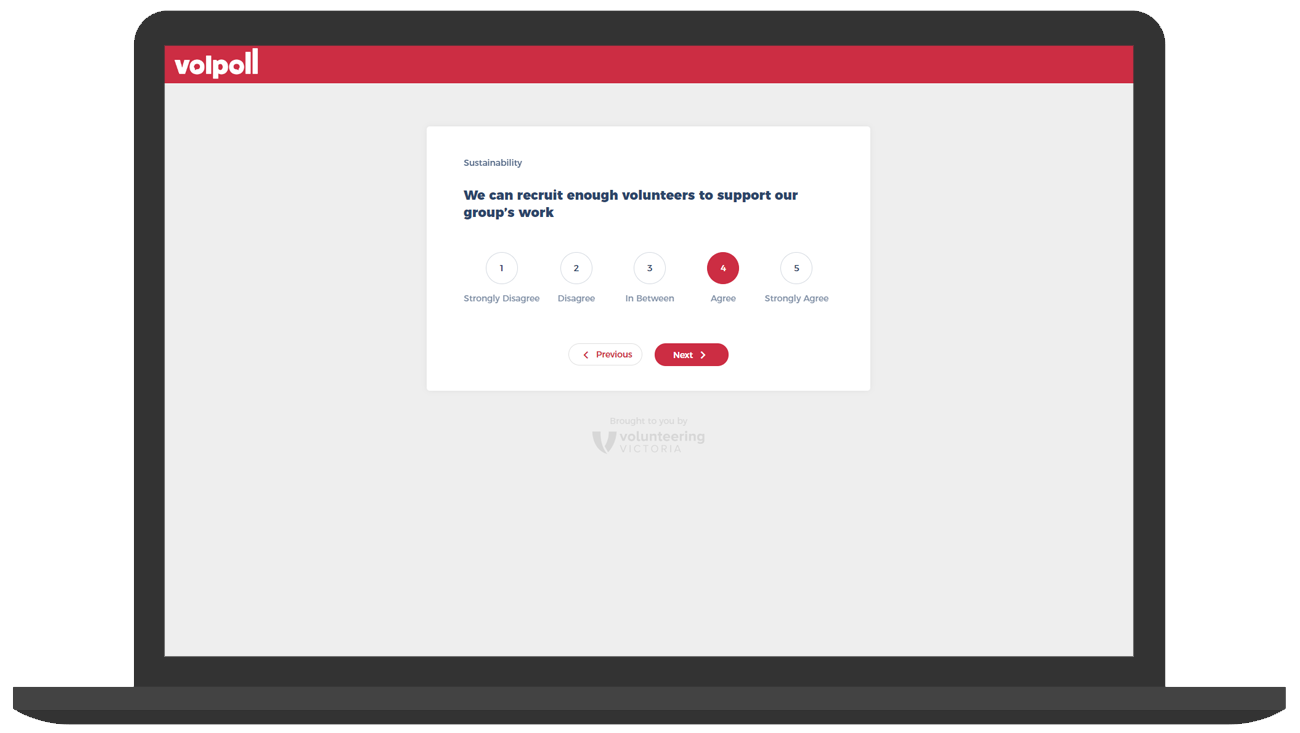 volpoll
Sustainability
We can recruit enough volunteers to support our
group's work
1 2 3 4 5
Strongly Disagree Disagree In Between Agree Strongly Agree
Previous Next
Brought to you by
volunteering
VICTORIA